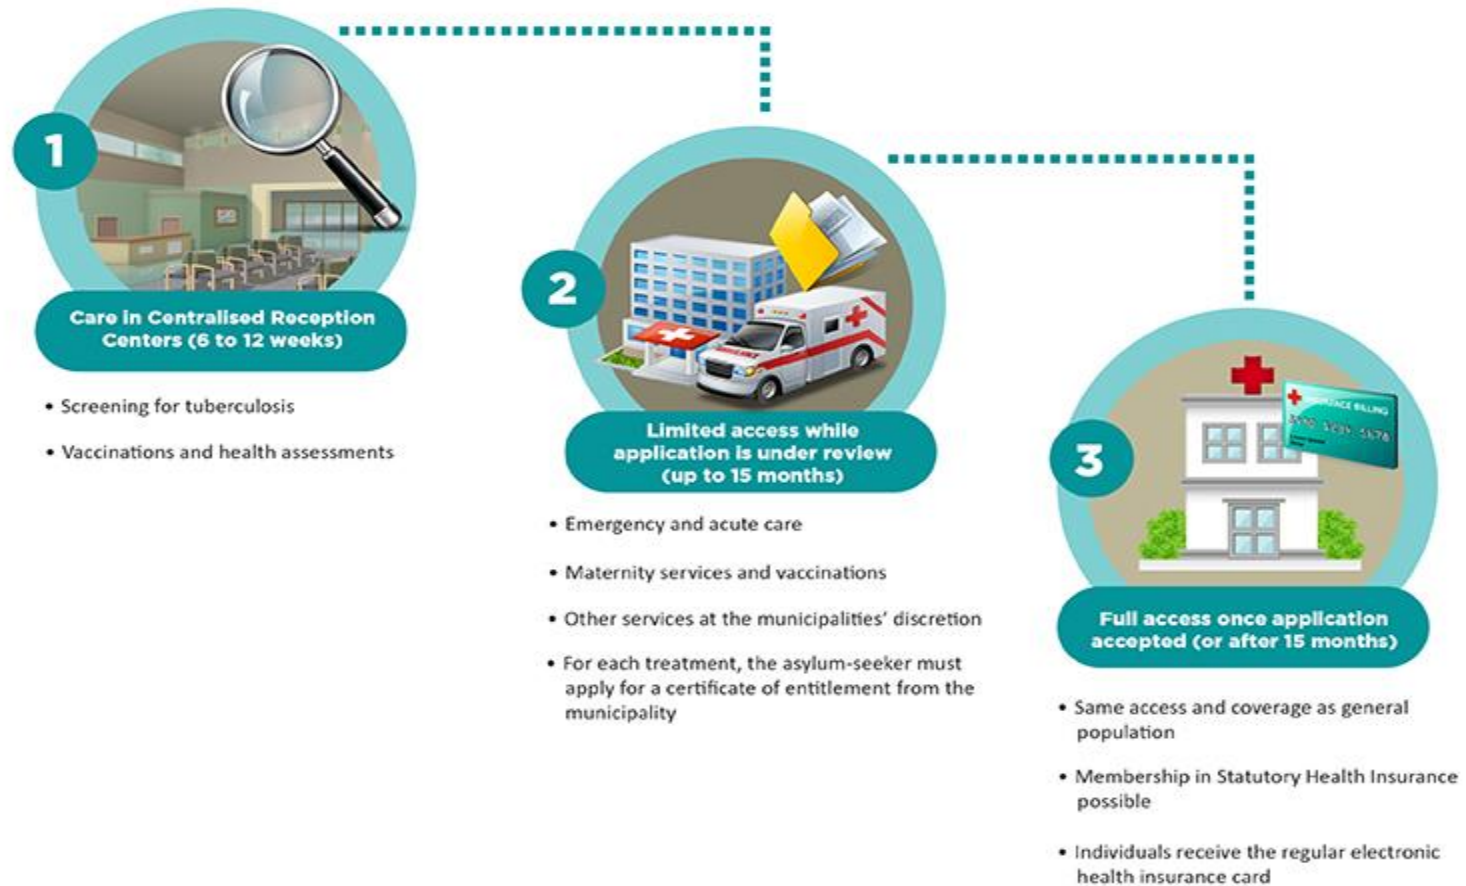 1
Care in Centralised Reception
Centers (6 to 12 weeks)
• Screening for tuberculosis
• Vaccinations and health assessments
2
AMBULANCE
Limited access while
application is under review
(up to 15 months)
• Emergency and acute care
• Maternity services and vaccinations
• Other services at the municipalities’ discretion
• For each treatment, the asylum-seeker must
apply for a certificate of entitlement from the
municipality
3
BILLING
Full access once application
accepted (or after 15 months)
• Same access and coverage as general
population
• Membership in Statutory Health Insurance
possible
• Individuals receive the regular electronic
health insurance card